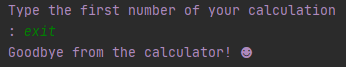 Type the first number of your calculation
: exit
Goodbye from the calculator! ☻